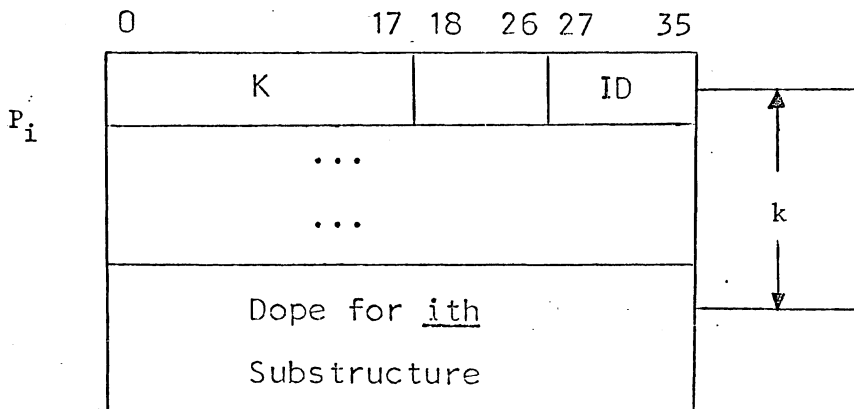 0 17 18 26 27 35
K ID
P_i
...
...
k
Dope for ith
Substructure